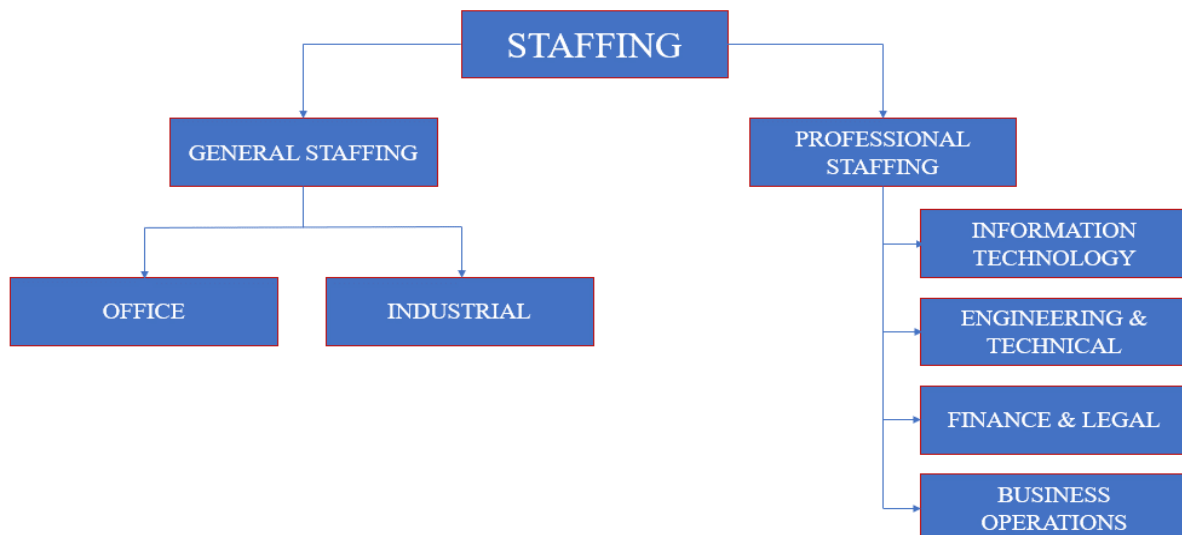 STAFFING
GENERAL STAFFING
PROFESSIONAL
STAFFING
OFFICE
INDUSTRIAL
INFORMATION
TECHNOLOGY
ENGINEERING &
TECHNICAL
FINANCE & LEGAL
BUSINESS
OPERATIONS